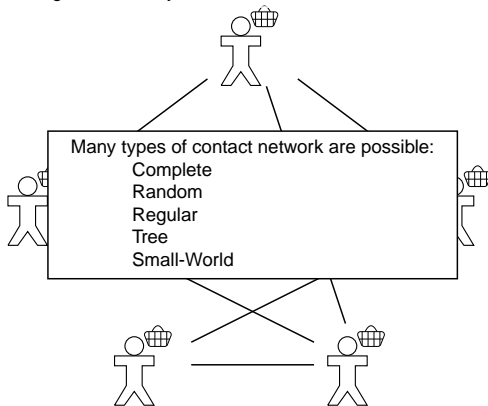 Many types of contact network are possible:
Complete
Random
Regular
Tree
Small-World